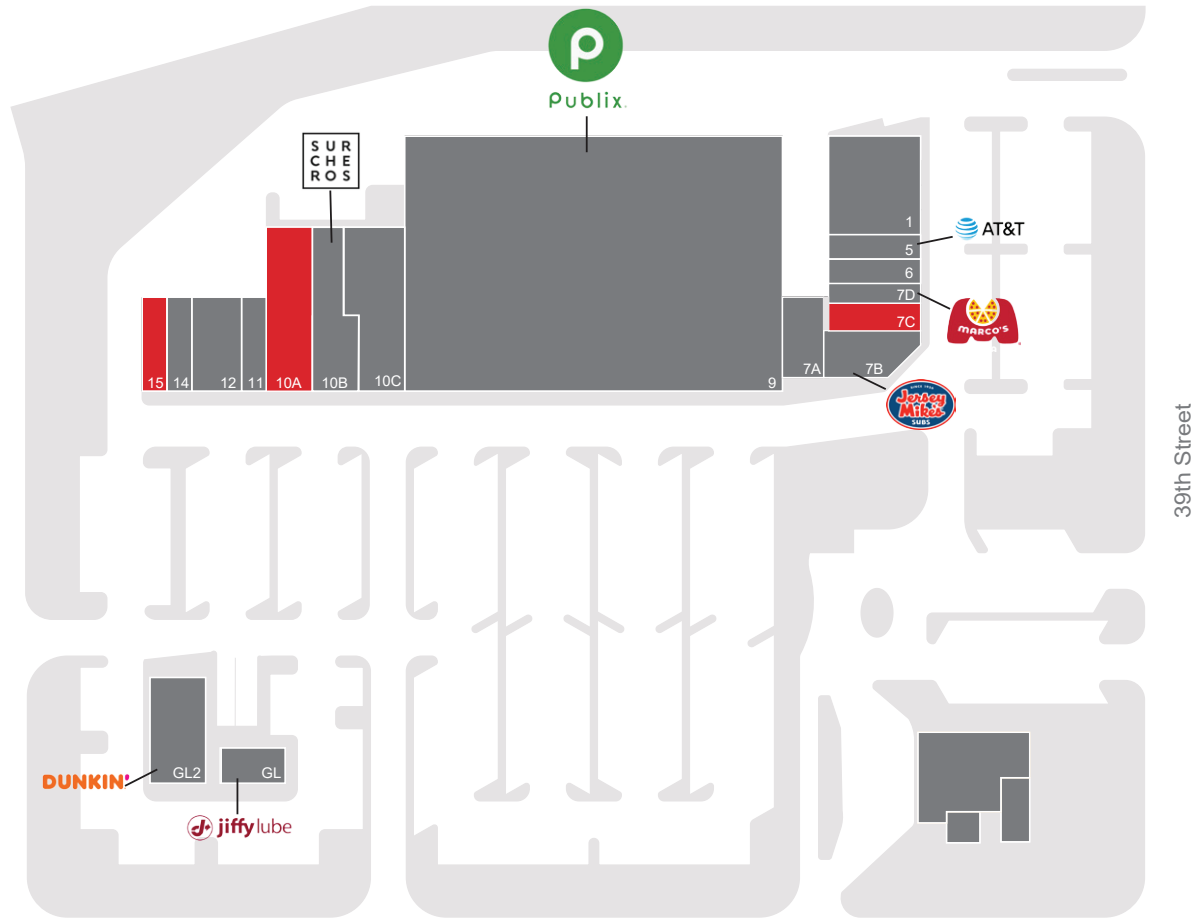 Publix.
SUR
CHE
ROS
1
AT&T
5
6
7D
MARCO'S
7C
15
14
12
11
10A
10B
10C
9
7A
7B
SINCE 1956
Jersey
Mike's
SUBS
39th Street
GL2
GL
DUNKIN'
jiffy lube